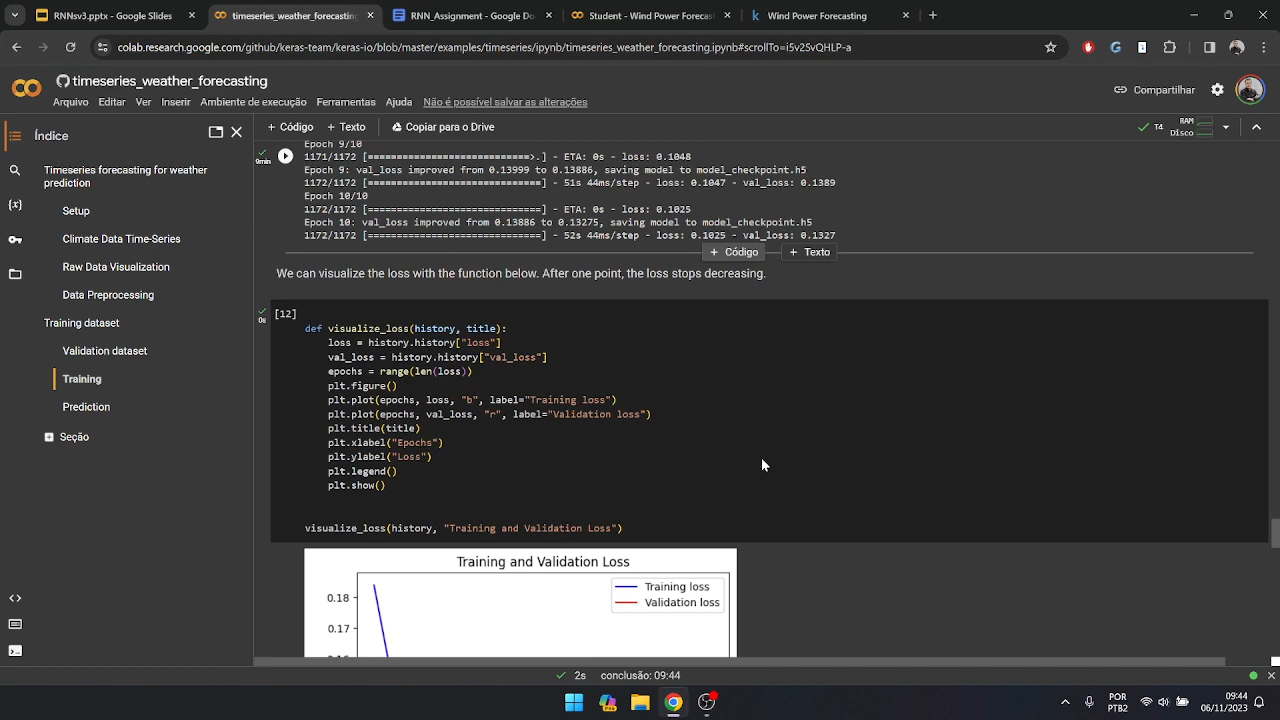 RNNsv3.pptx - Google Slides
timeseries_weather_forecasting
RNN_Assignment - Google Do
Student - Wind Power Forecas
Wind Power Forecasting
colab.research.google.com/github/keras-team/keras-io/blob/master/examples/timeseries/ipynb/timeseries_weather_forecasting.ipynb#scrollTo=i5v2SvQHLP-a
timeseries_weather_forecasting
Arquivo Editar Ver Inserir Ambiente de execução Ferramentas Ajuda Não é possível salvar as alterações
Compartilhar
Índice
+ Código + Texto
Copiar para o Drive
T4
RAM
Disco
Timeseries forecasting for weather
prediction
Setup
Climate Data Time-Series
Raw Data Visualization
Data Preprocessing
Training dataset
Validation dataset
Training
Prediction
Seção
9min
Epoch 9/10
1171/1172 [============================>.] - ETA: 0s - loss: 0.1048
Epoch 9: val_loss improved from 0.13999 to 0.13886, saving model to model_checkpoint.h5
1172/1172 [==============================] - 51s 44ms/step - loss: 0.1047 - val_loss: 0.1389
Epoch 10/10
1172/1172 [==============================] - ETA: 0s - loss: 0.1025
Epoch 10: val_loss improved from 0.13886 to 0.13275, saving model to model_checkpoint.h5
1172/1172 [==============================] - 52s 44ms/step - loss: 0.1025 - val_loss: 0.1327
+ Código + Texto
We can visualize the loss with the function below. After one point, the loss stops decreasing.
0s
[12]
def visualize_loss(history, title):
loss = history.history["loss"]
val_loss = history.history["val_loss"]
epochs = range(len(loss))
plt.figure()
plt.plot(epochs, loss, "b", label="Training loss")
plt.plot(epochs, val_loss, "r", label="Validation loss")
plt.title(title)
plt.xlabel("Epochs")
plt.ylabel("Loss")
plt.legend()
plt.show()
visualize_loss(history, "Training and Validation Loss")
Training and Validation Loss
Training loss
Validation loss
0.18
0.17
0.16
2s conclusão: 09:44
POR
PTB2
09:44
06/11/2023